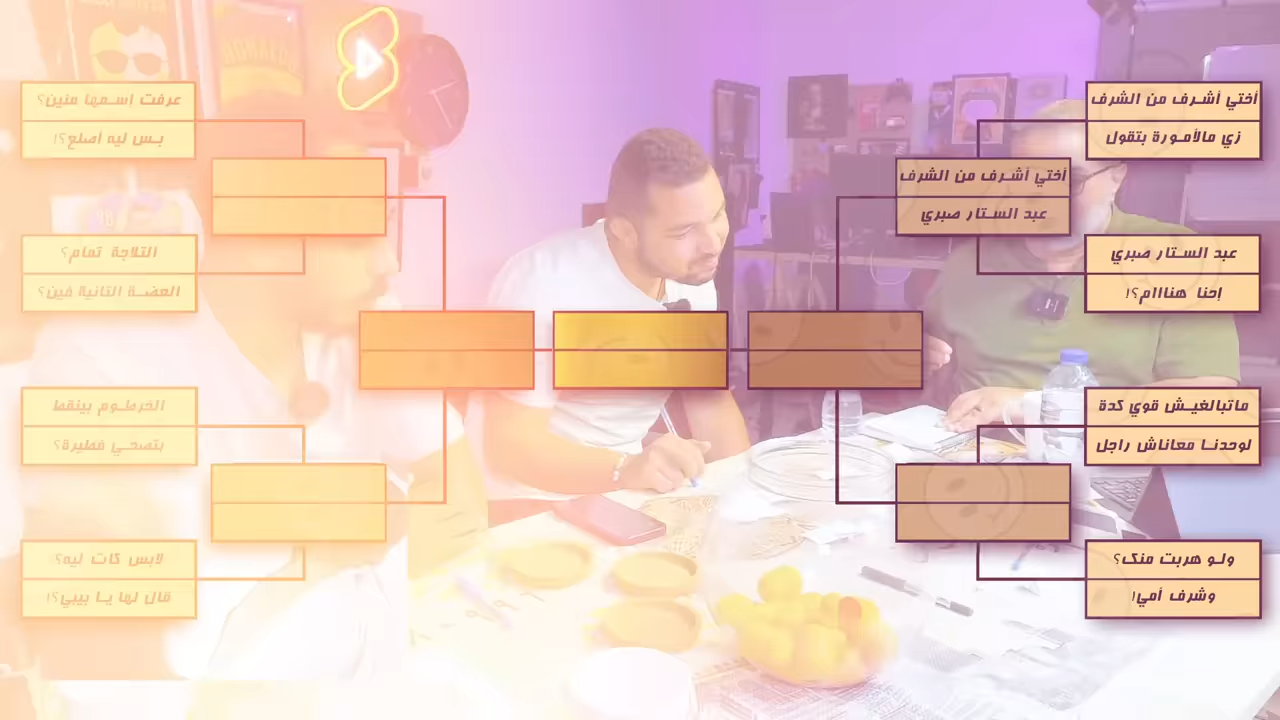 أختي أشرف من الشرف
زي مالأمورة بتقول
أختي أشرف من الشرف
عبد الستار صبري
عبد الستار صبري
إحنا هنااام؟!
ماتبالغيش قوي كدة
لوحدنا معاناش راجل
ولو هربت منك؟
وشرف أمي!
عرفت اسمها منين؟
بس ليه أصلع؟!
التلاجة تمام؟
العضة التانية فين؟
الخرطوم بينقط
بتصحي فطيرة؟
لابس كات ليه؟
قال لها يا بيبي؟!